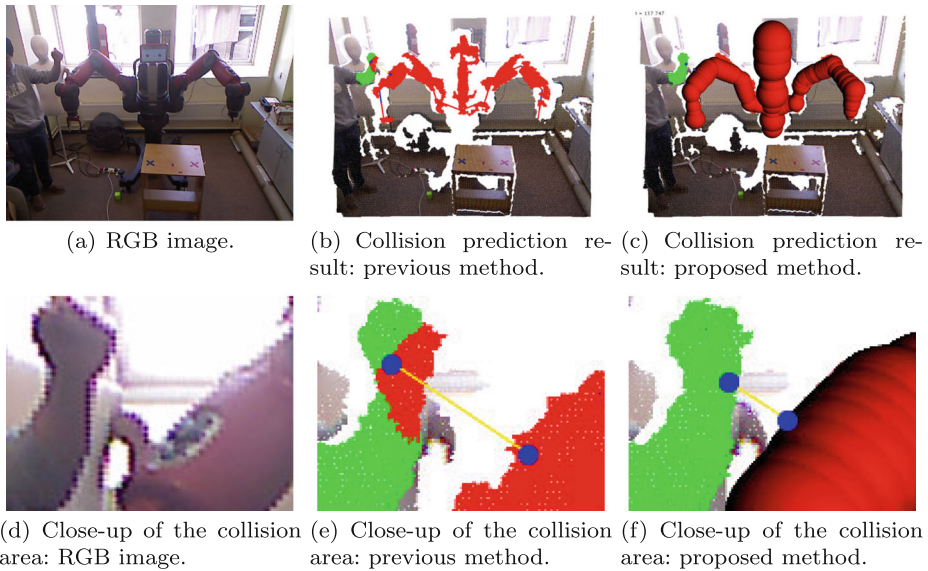 t = 157.747
(a) RGB image.
(b) Collision prediction re-
sult: previous method.
(c) Collision prediction re-
sult: proposed method.
(d) Close-up of the collision
area: RGB image.
(e) Close-up of the collision
area: previous method.
(f) Close-up of the collision
area: proposed method.